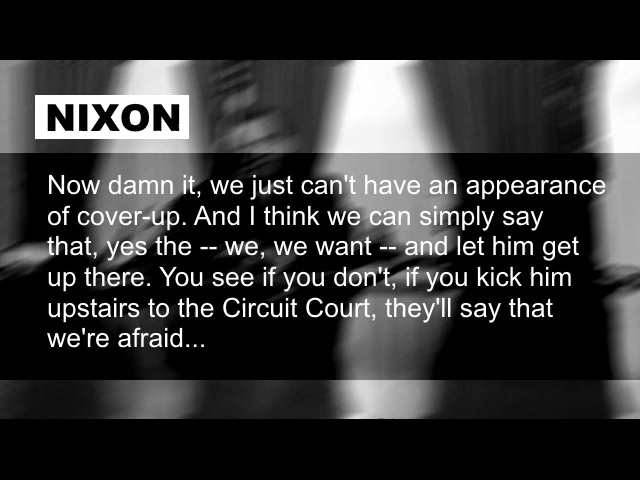 NIXON
Now damn it, we just can't have an appearance
of cover-up. And I think we can simply say
that, yes the -- we, we want -- and let him get
up there. You see if you don't, if you kick him
upstairs to the Circuit Court, they'll say that
we're afraid...